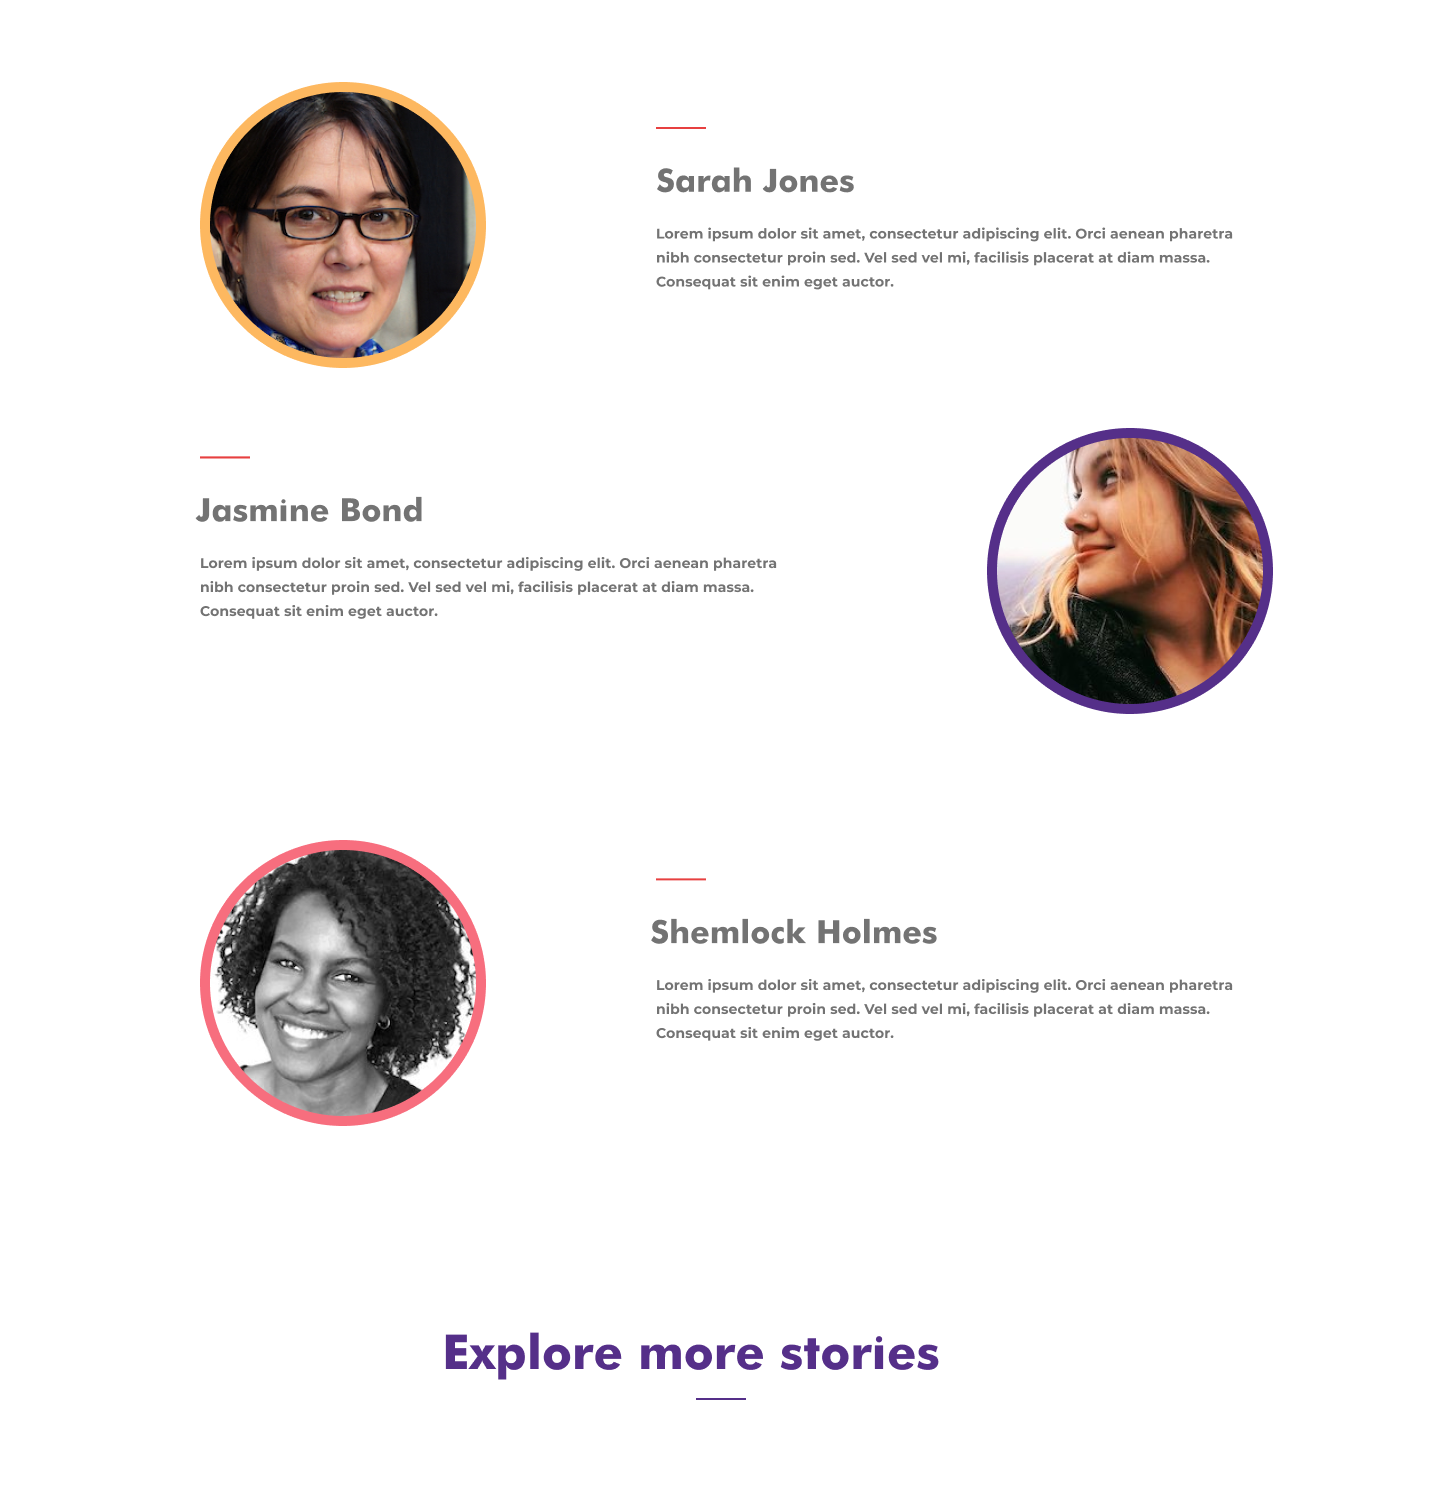 Sarah Jones
Lorem ipsum dolor sit amet, consectetur adipiscing elit. Orci aenean pharetra
nibh consectetur proin sed. Vel sed vel mi, facilisis placerat at diam massa.
Consequat sit enim eget auctor.
Jasmine Bond
Lorem ipsum dolor sit amet, consectetur adipiscing elit. Orci aenean pharetra
nibh consectetur proin sed. Vel sed vel mi, facilisis placerat at diam massa.
Consequat sit enim eget auctor.
Shemlock Holmes
Lorem ipsum dolor sit amet, consectetur adipiscing elit. Orci aenean pharetra
nibh consectetur proin sed. Vel sed vel mi, facilisis placerat at diam massa.
Consequat sit enim eget auctor.
Explore more stories